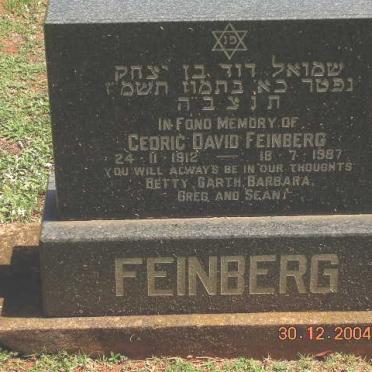 פנ
שמואל דוד בן יצחק
נפטר כא בתמוז תשמ"ז
ת נ צ ב ה
IN FOND MEMORY OF
CEDRIC DAVID FEINBERG
24 - 11 - 1912 — 18 - 7 - 1987
YOU WILL ALWAYS BE IN OUR THOUGHTS
BETTY, GARTH, BARBARA,
GREG AND SEAN.
FEINBERG
30.12.2004